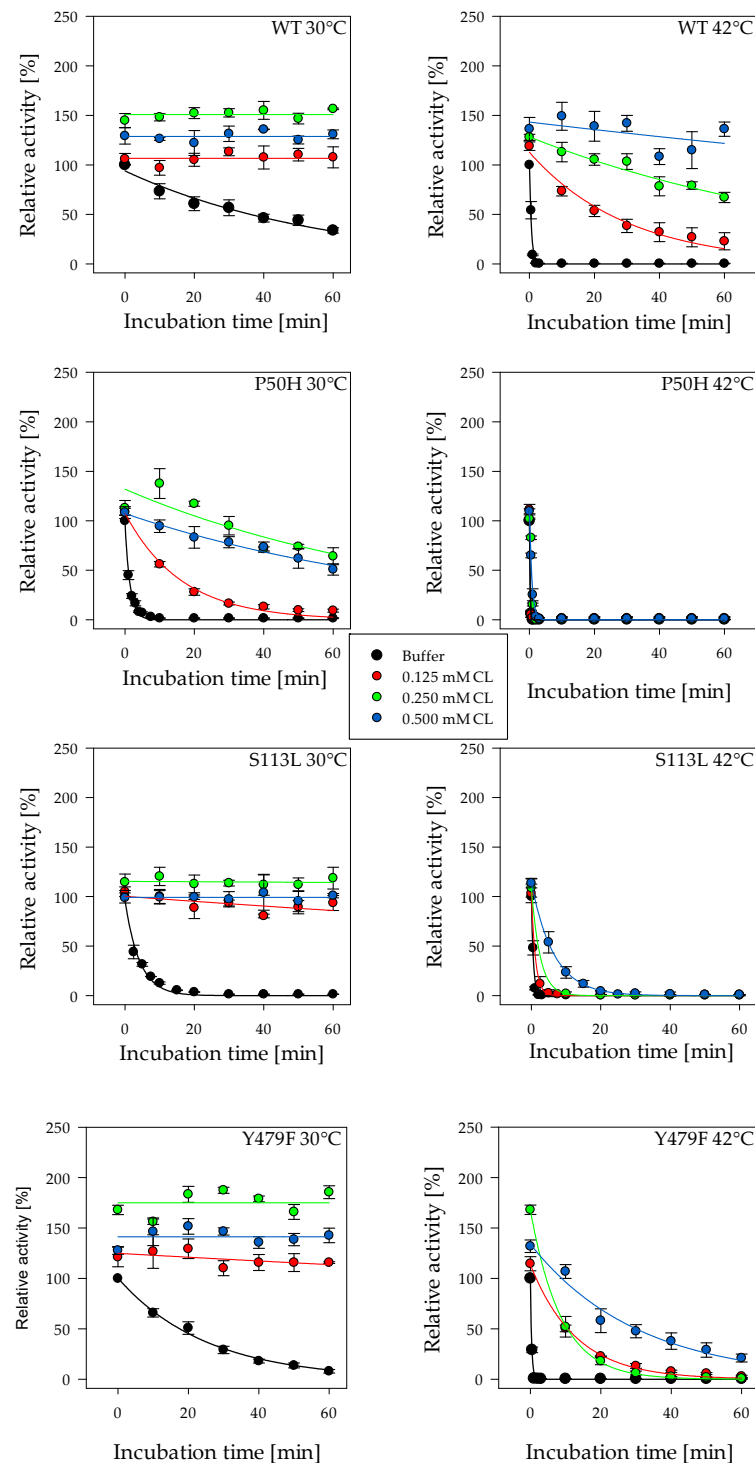 WT 30°C
Relative activity [%]
250
200
150
100
50
0
0 20 40 60
Incubation time [min]
WT 42°C
Relative activity [%]
250
200
150
100
50
0
0 20 40 60
Incubation time [min]
P50H 30°C
Relative activity [%]
250
200
150
100
50
0
0 20 40 60
Incubation time [min]
P50H 42°C
Relative activity [%]
250
200
150
100
50
0
0 20 40 60
Incubation time [min]
Buffer
0.125 mM CL
0.250 mM CL
0.500 mM CL
S113L 30°C
Relative activity [%]
250
200
150
100
50
0
0 20 40 60
Incubation time [min]
S113L 42°C
Relative activity [%]
250
200
150
100
50
0
0 20 40 60
Incubation time [min]
Y479F 30°C
Relative activity [%]
250
200
150
100
50
0
0 20 40 60
Incubation time [min]
Y479F 42°C
Relative activity [%]
250
200
150
100
50
0
0 20 40 60
Incubation time [min]